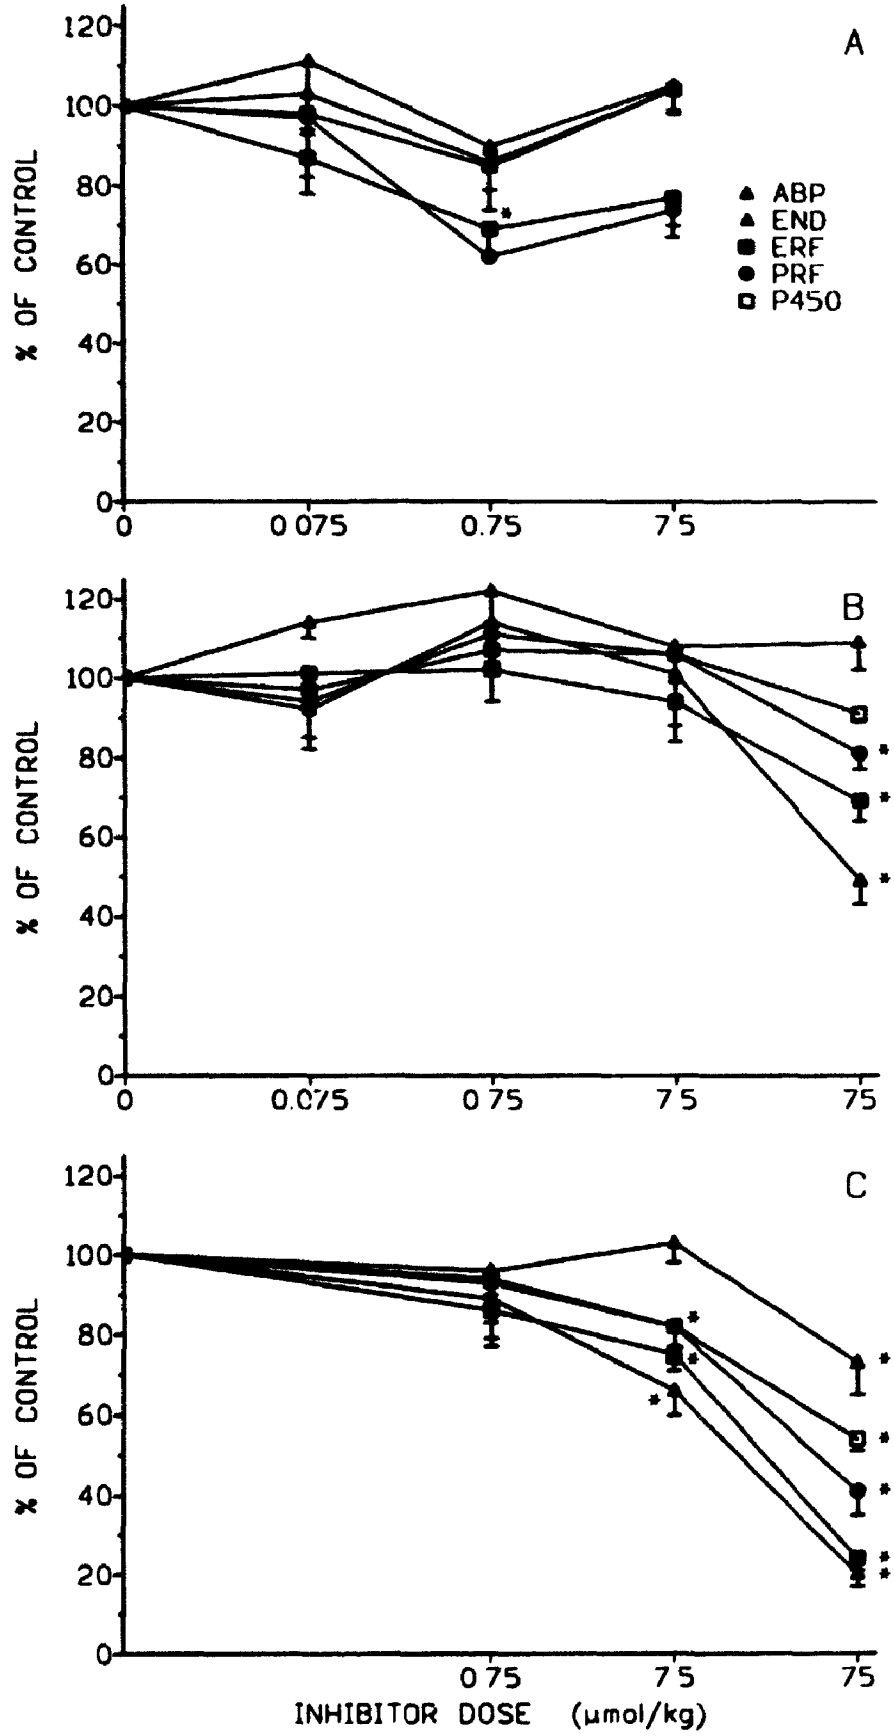 120
A
100
80
60
40
20
0
% OF CONTROL
▲ ABP
▲ END
■ ERF
● PRF
□ P450
0 0 075 0.75 7 5
120
B
100
80
*
*
60
*
40
20
0
% OF CONTROL
0 0.075 0 75 7 5 75
120
C
100
80
60
40
20
0
% OF CONTROL
0 75 7 5 75
INHIBITOR DOSE (μmol/kg)